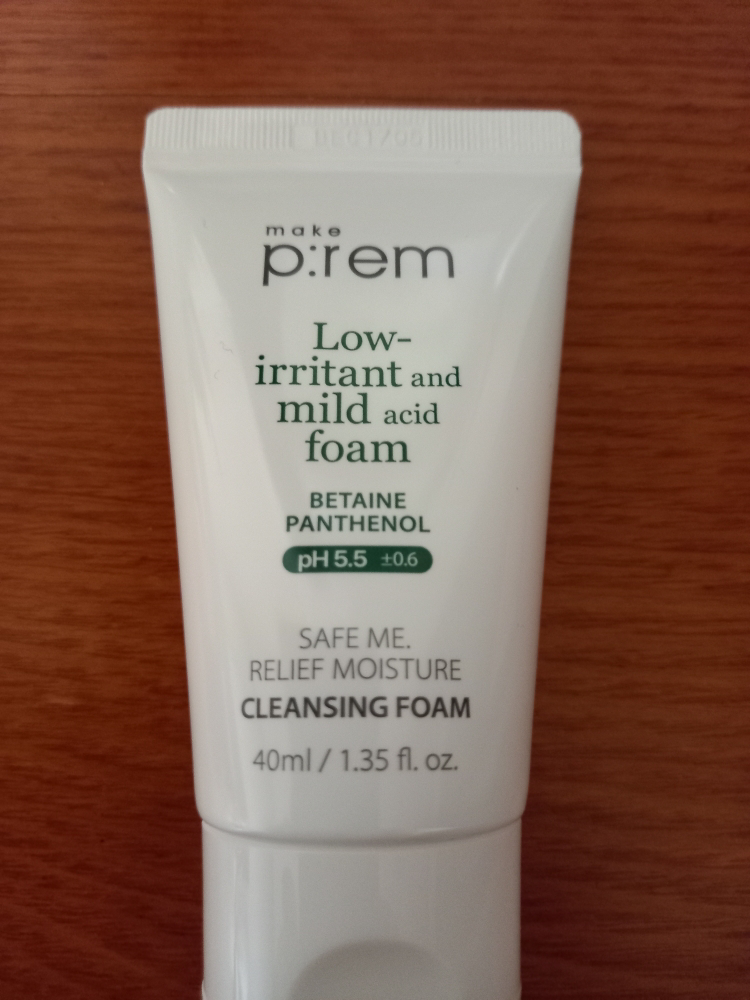 make
p:rem
Low-
irritant and
mild acid
foam
BETAINE
PANTHENOL
pH 5.5 ±0.6
SAFE ME.
RELIEF MOISTURE
CLEANSING FOAM
40ml / 1.35 fl. oz.